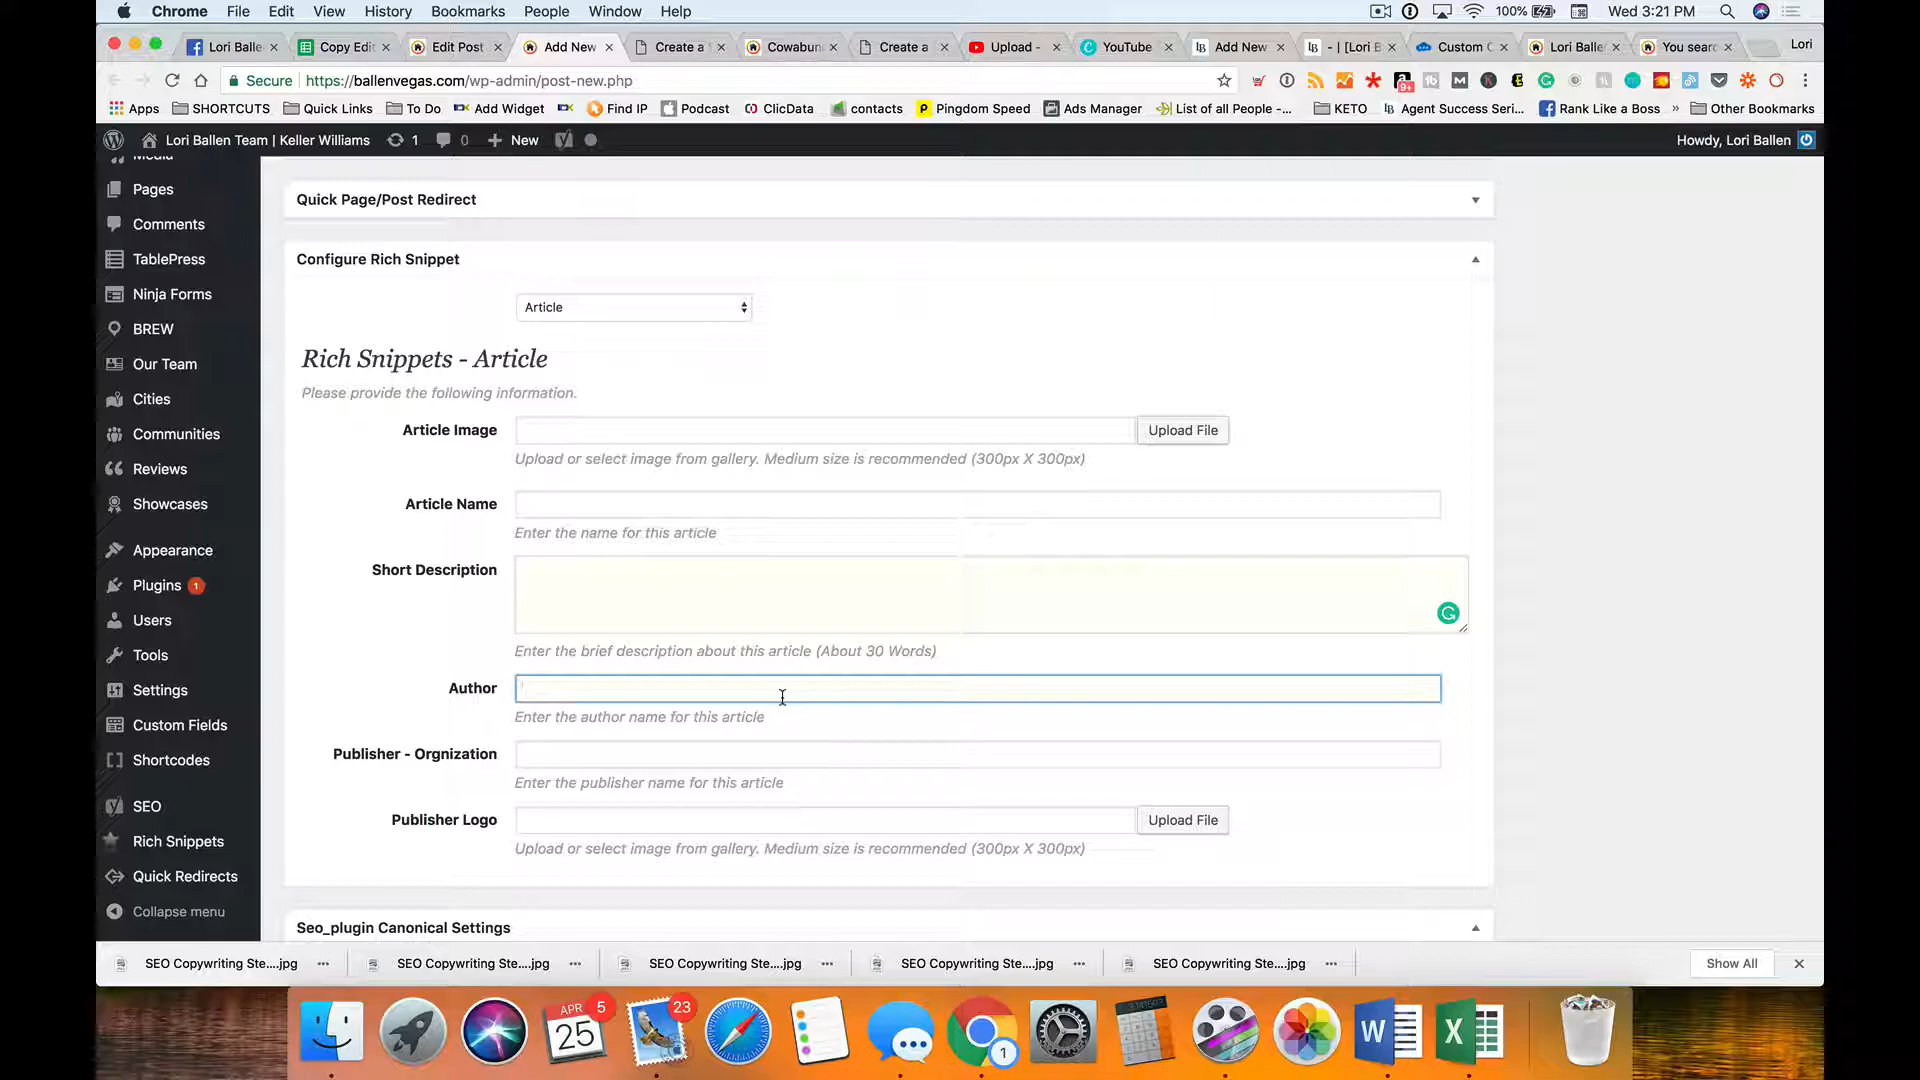 Chrome File Edit View History Bookmarks People Window Help 100% Wed 3:21 PM
Lori Balle Copy Edit Edit Post Add New Create a Cowabun Create a Upload - YouTube Add New - | [Lori B Custom C Lori Balle You sear Lori
Secure https://ballenvegas.com/wp-admin/post-new.php
Apps SHORTCUTS Quick Links To Do Add Widget Find IP Podcast ClicData contacts Pingdom Speed Ads Manager List of all People -... KETO Agent Success Seri... Rank Like a Boss » Other Bookmarks
Lori Ballen Team | Keller Williams 1 0 + New Howdy, Lori Ballen
Media
Pages
Comments
TablePress
Ninja Forms
BREW
Our Team
Cities
Communities
Reviews
Showcases
Appearance
Plugins 1
Users
Tools
Settings
Custom Fields
Shortcodes
SEO
Rich Snippets
Quick Redirects
Collapse menu
Quick Page/Post Redirect
Configure Rich Snippet
Article
Rich Snippets - Article
Please provide the following information.
Article Image Upload File
Upload or select image from gallery. Medium size is recommended (300px X 300px)
Article Name
Enter the name for this article
Short Description
Enter the brief description about this article (About 30 Words)
Author
Enter the author name for this article
Publisher - Orgnization
Enter the publisher name for this article
Publisher Logo Upload File
Upload or select image from gallery. Medium size is recommended (300px X 300px)
Seo_plugin Canonical Settings
SEO Copywriting Ste....jpg SEO Copywriting Ste....jpg SEO Copywriting Ste....jpg SEO Copywriting Ste....jpg SEO Copywriting Ste....jpg Show All
APR 25 5 23 1 W X